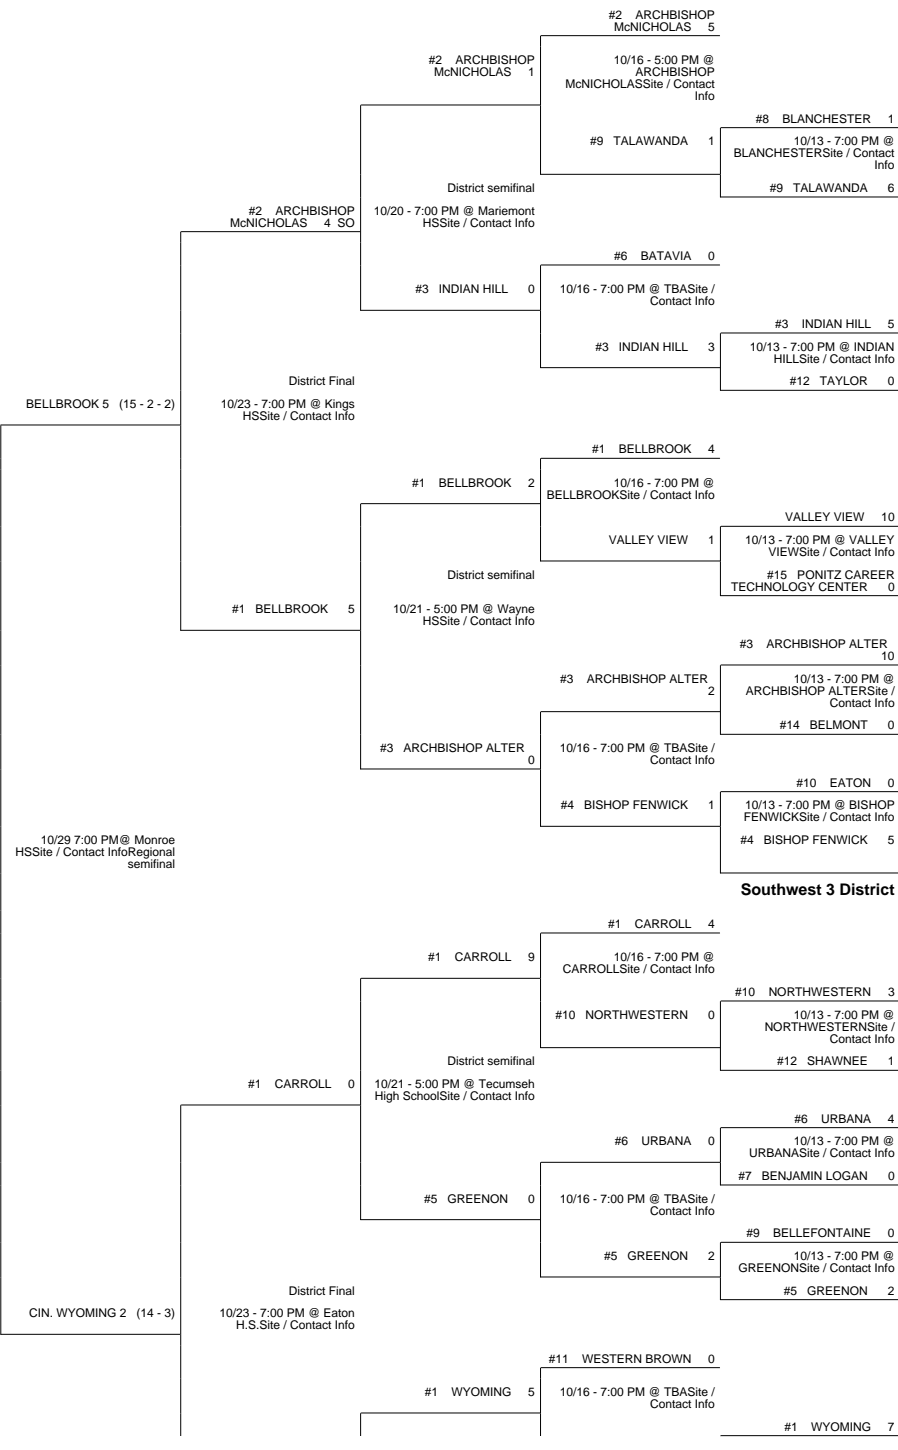 #2 ARCHBISHOP
McNICHOLAS 5
#2 ARCHBISHOP
McNICHOLAS 1
10/16 - 5:00 PM @
ARCHBISHOP
McNICHOLASSite / Contact
Info
#8 BLANCHESTER 1
#9 TALAWANDA 1
10/13 - 7:00 PM @
BLANCHESTERSite / Contact
Info
#9 TALAWANDA 6
District semifinal
#2 ARCHBISHOP
McNICHOLAS 4 SO
10/20 - 7:00 PM @ Mariemont
HSSite / Contact Info
#6 BATAVIA 0
#3 INDIAN HILL 0
10/16 - 7:00 PM @ TBASite /
Contact Info
#3 INDIAN HILL 5
#3 INDIAN HILL 3
10/13 - 7:00 PM @ INDIAN
HILLSite / Contact Info
#12 TAYLOR 0
District Final
BELLBROOK 5 (15 - 2 - 2)
10/23 - 7:00 PM @ Kings
HSSite / Contact Info
#1 BELLBROOK 4
#1 BELLBROOK 2
10/16 - 7:00 PM @
BELLBROOKSite / Contact Info
VALLEY VIEW 10
VALLEY VIEW 1
10/13 - 7:00 PM @ VALLEY
VIEWSite / Contact Info
District semifinal
#15 PONITZ CAREER
TECHNOLOGY CENTER 0
#1 BELLBROOK 5
10/21 - 5:00 PM @ Wayne
HSSite / Contact Info
#3 ARCHBISHOP ALTER
10
#3 ARCHBISHOP ALTER
2
10/13 - 7:00 PM @
ARCHBISHOP ALTERSite /
Contact Info
#14 BELMONT 0
#3 ARCHBISHOP ALTER
0
10/16 - 7:00 PM @ TBASite /
Contact Info
#10 EATON 0
#4 BISHOP FENWICK 1
10/13 - 7:00 PM @ BISHOP
FENWICKSite / Contact Info
#4 BISHOP FENWICK 5
10/29 7:00 PM@ Monroe
HSSite / Contact InfoRegional
semifinal
Southwest 3 District
#1 CARROLL 4
#1 CARROLL 9
10/16 - 7:00 PM @
CARROLLSite / Contact Info
#10 NORTHWESTERN 3
#10 NORTHWESTERN 0
10/13 - 7:00 PM @
NORTHWESTERNSite /
Contact Info
#12 SHAWNEE 1
District semifinal
#1 CARROLL 0
10/21 - 5:00 PM @ Tecumseh
High SchoolSite / Contact Info
#6 URBANA 4
#6 URBANA 0
10/13 - 7:00 PM @
URBANASite / Contact Info
#7 BENJAMIN LOGAN 0
#5 GREENON 0
10/16 - 7:00 PM @ TBASite /
Contact Info
#9 BELLEFONTAINE 0
#5 GREENON 2
10/13 - 7:00 PM @
GREENONSite / Contact Info
#5 GREENON 2
District Final
CIN. WYOMING 2 (14 - 3)
10/23 - 7:00 PM @ Eaton
H.S.Site / Contact Info
#11 WESTERN BROWN 0
#1 WYOMING 5
10/16 - 7:00 PM @ TBASite /
Contact Info
#1 WYOMING 7